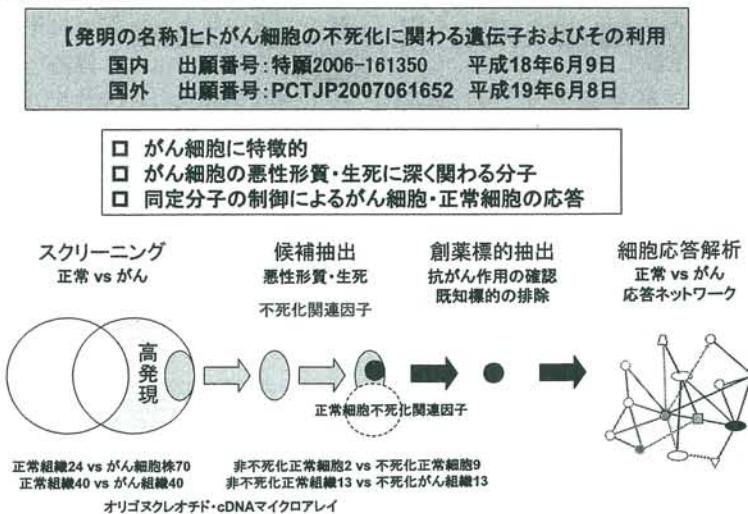 【発明の名称】ヒトがん細胞の不死化に関わる遺伝子およびその利用
国内 出願番号:特願2006-161350 平成18年6月9日
国外 出願番号:PCTJP2007061652 平成19年6月8日
□ がん細胞に特徴的
□ がん細胞の悪性形質・生死に深く関わる分子
□ 同定分子の制御によるがん細胞・正常細胞の応答
スクリーニング
正常 vs がん
候補抽出
悪性形質・生死
不死化関連因子
創薬標的抽出
抗がん作用の確認
既知標的の排除
細胞応答解析
正常 vs がん
応答ネットワーク
高発現
正常細胞不死化関連因子
正常組織24 vs がん細胞株70
正常組織40 vs がん組織40
オリゴヌクレオチド・cDNAマイクロアレイ
非不死化正常細胞2 vs 不死化正常細胞9
非不死化正常組織13 vs 不死化がん組織13